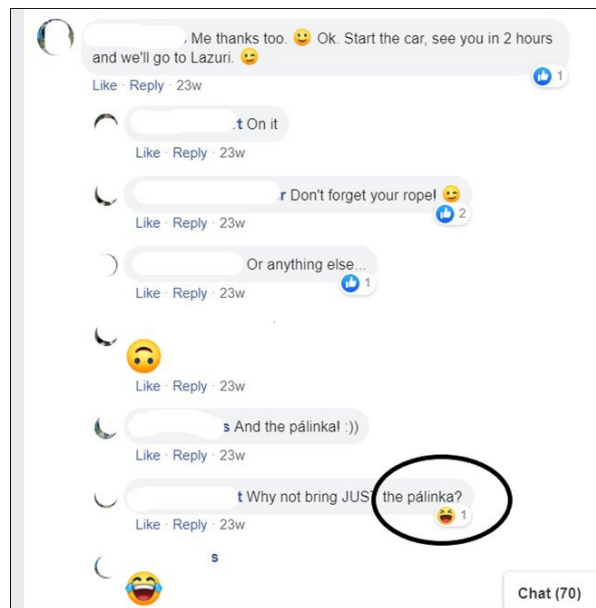 Me thanks too. Ok. Start the car, see you in 2 hours
and we'll go to Lazuri.
1
Like · Reply · 23w
t On it
Like · Reply · 23w
r Don't forget your rope!
2
Like · Reply · 23w
Or anything else...
1
Like · Reply · 23w
Like · Reply · 23w
s And the pálinka! :))
Like · Reply · 23w
t Why not bring JUST the pálinka?
1
Like · Reply · 23w
s
Chat (70)